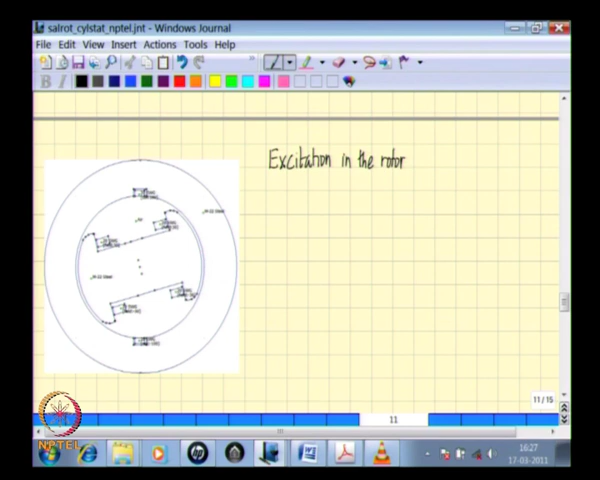 salrot_cylstat_nptel.jnt - Windows Journal
File Edit View Insert Actions Tools Help
B I
Excitation in the rotor
11 / 15
11
NPTEL
16:27
17-03-2011